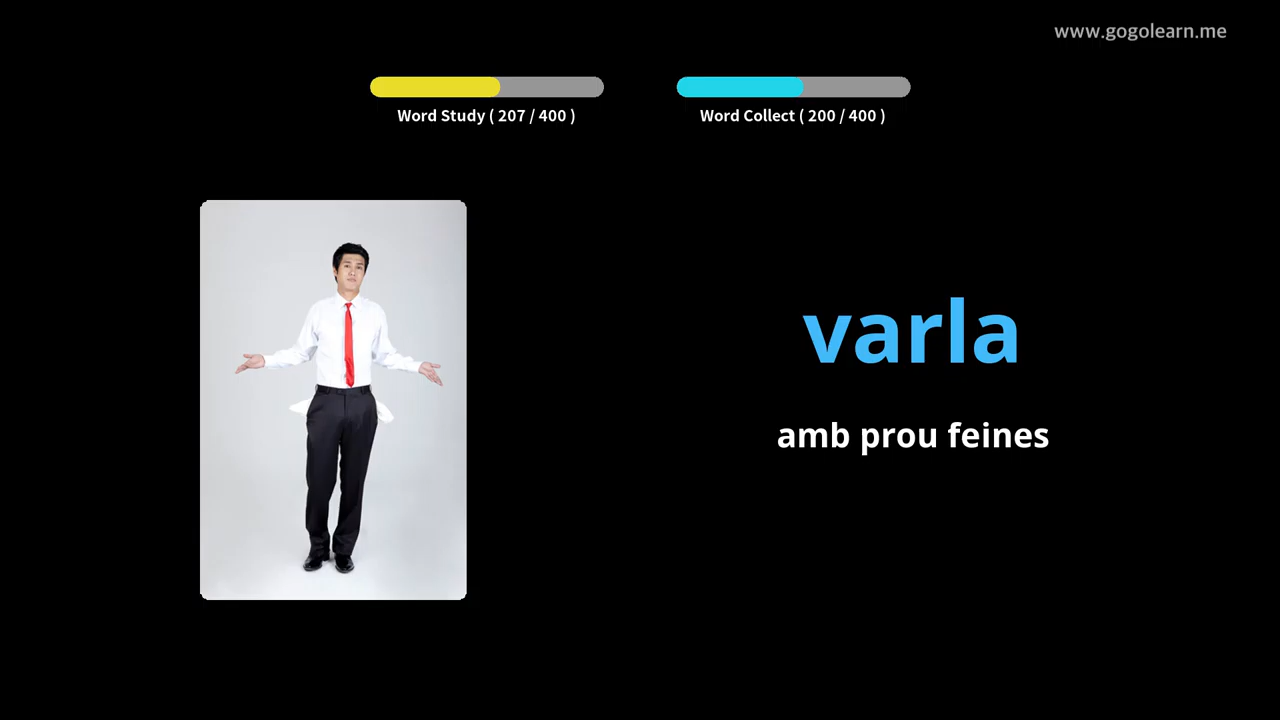 www.gogolearn.me
Word Study ( 207 / 400 )
Word Collect ( 200 / 400 )
varla
amb prou feines